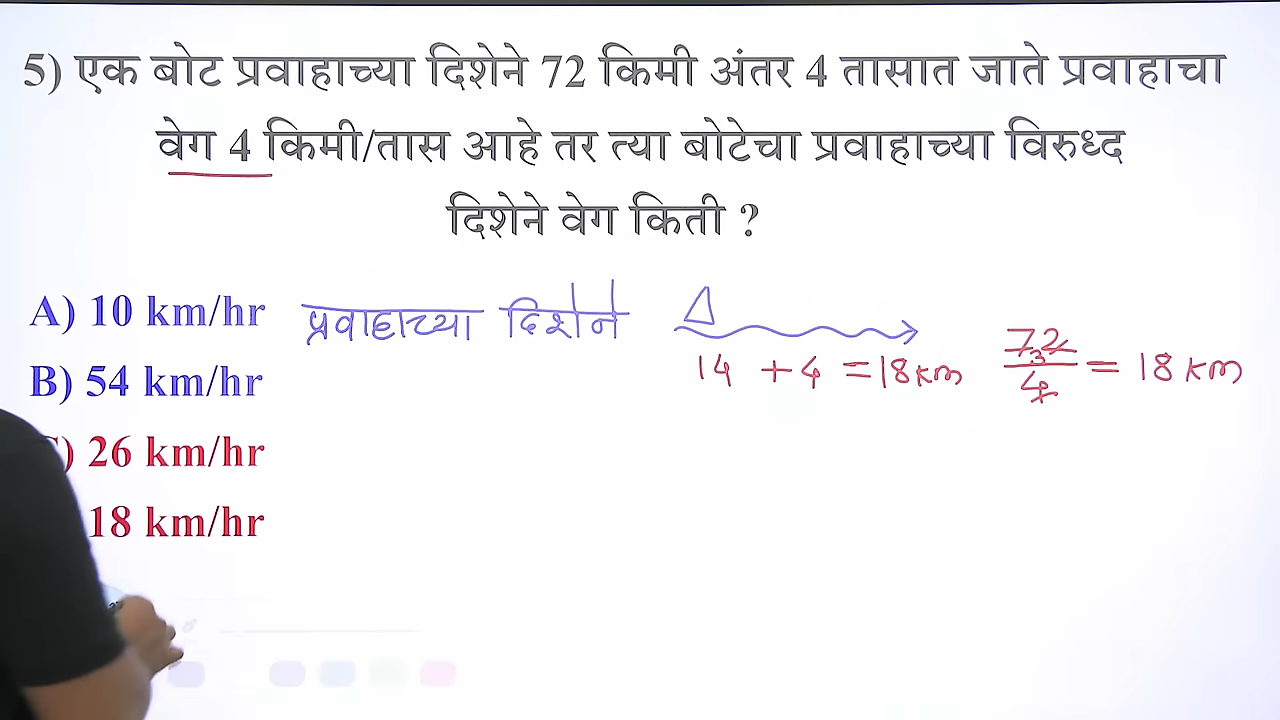 5) एक बोट प्रवाहाच्या दिशेने 72 किमी अंतर 4 तासात जाते प्रवाहाचा
वेग 4 किमी/तास आहे तर त्या बोटेचा प्रवाहाच्या विरुध्द
दिशेने वेग किती ?
A) 10 km/hr
प्रवाहाच्या दिशेने
14 + 4 = 18 km
72/4 = 18 km
B) 54 km/hr
) 26 km/hr
18 km/hr